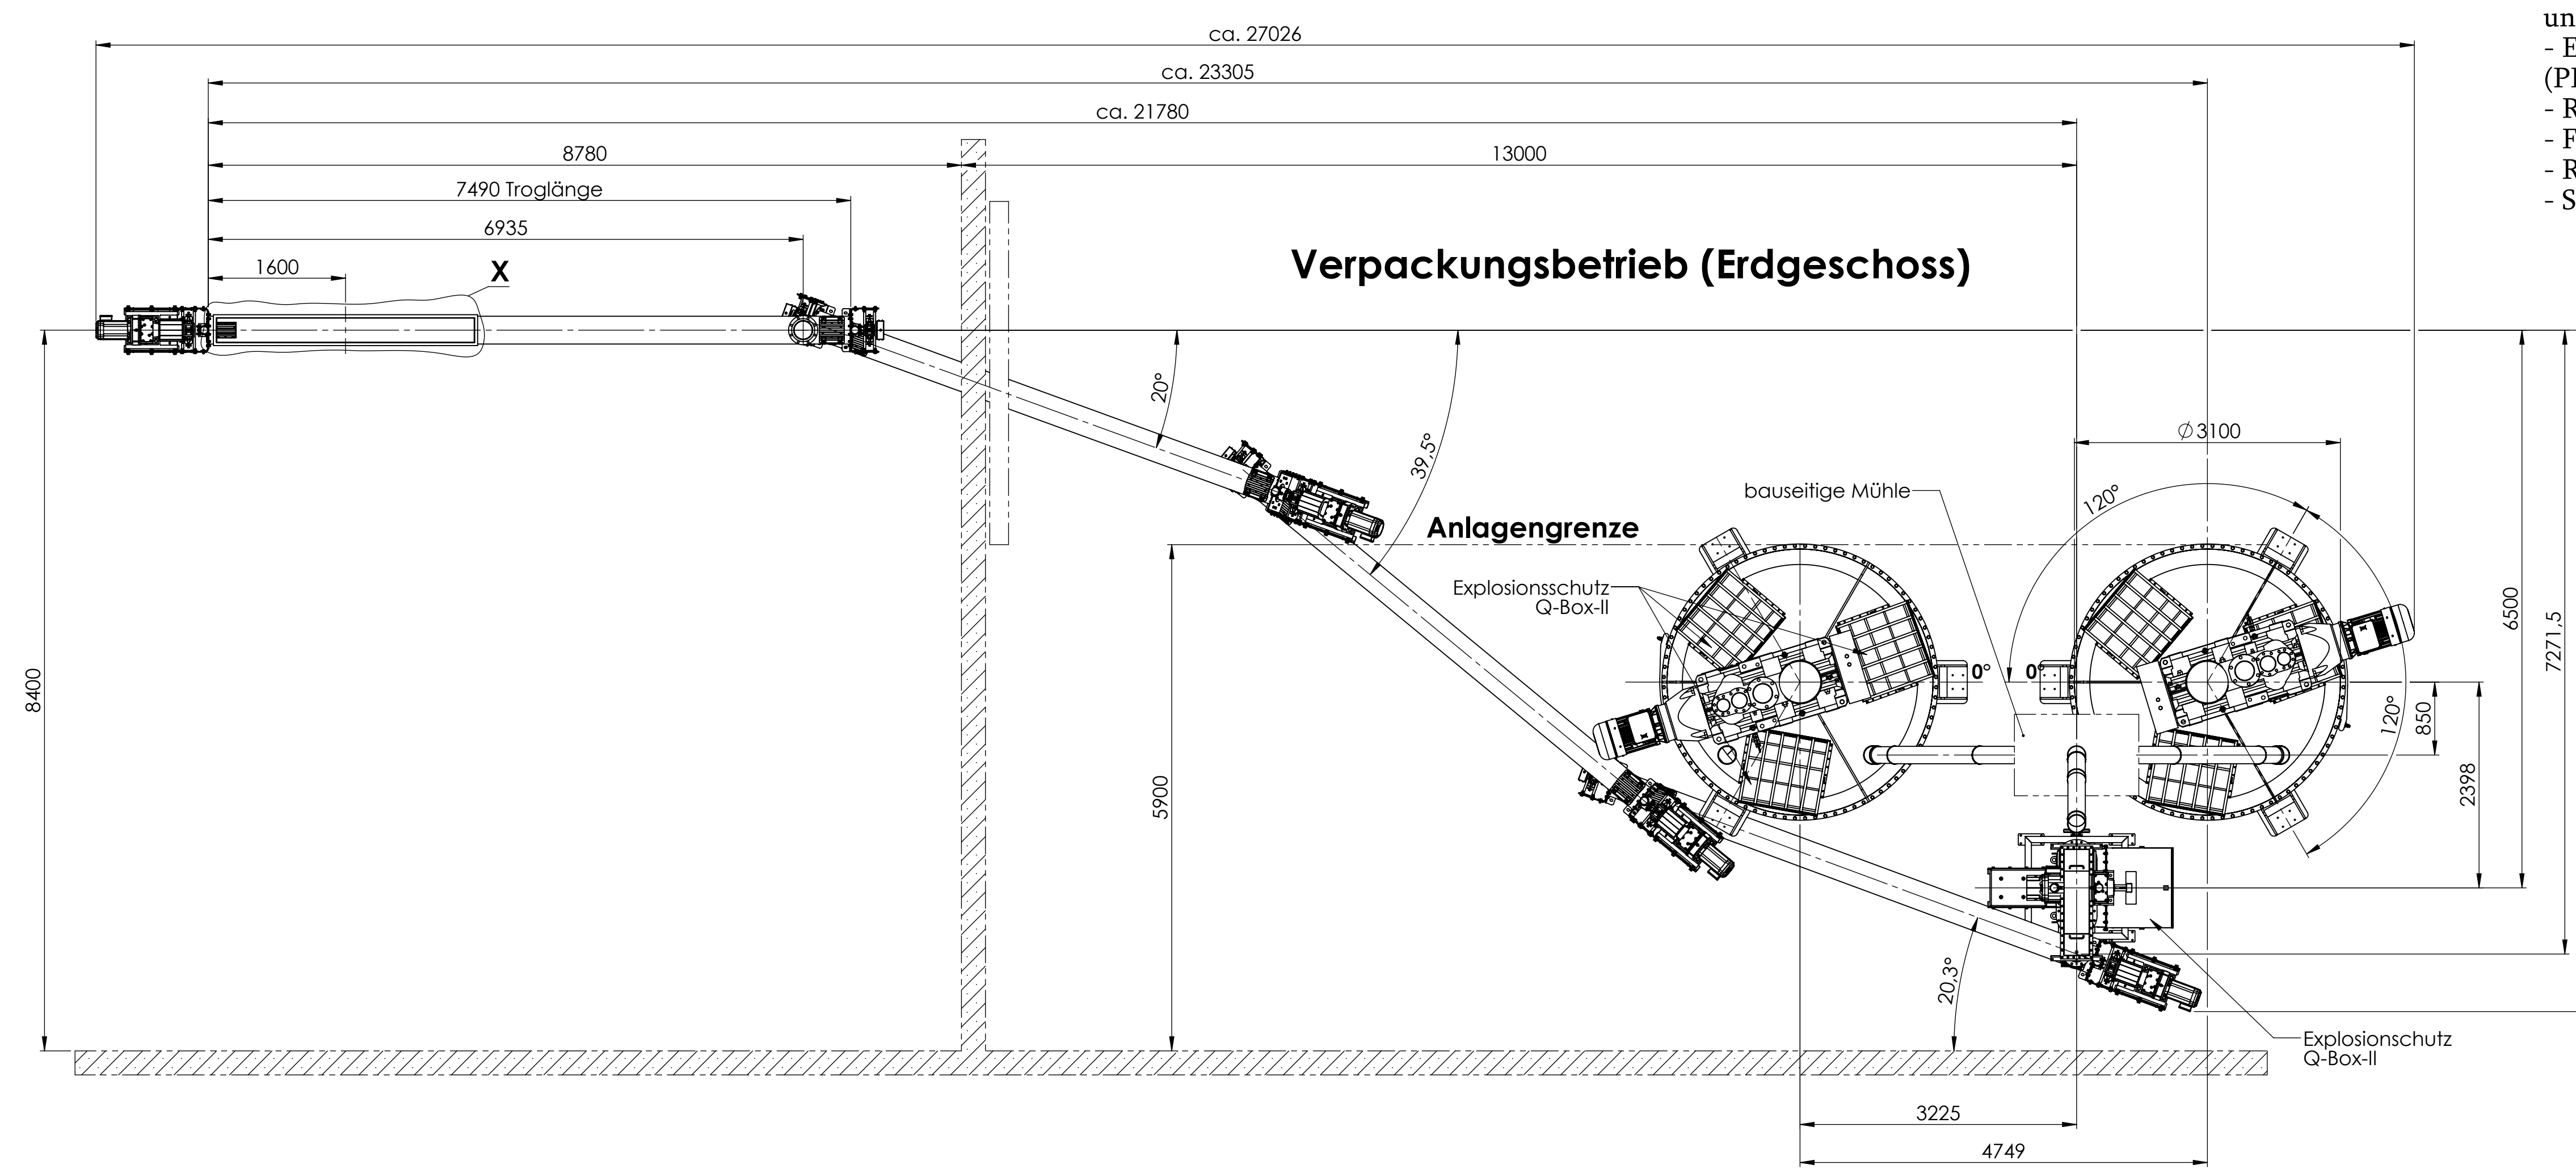 un
- E
(PI
- R
- F
- R
- S
ca. 27026
ca. 23305
ca. 21780
8780
13000
7490 Troglänge
6935
1600
X
Verpackungsbetrieb (Erdgeschoss)
20°
39,5°
Ø3100
120°
bauseitige Mühle
Anlagengrenze
Explosionsschutz
Q-Box-II
0°
0°
120°
8400
5900
6500
7271,5
850
2398
20,3°
Explosionschutz
Q-Box-II
3225
4749